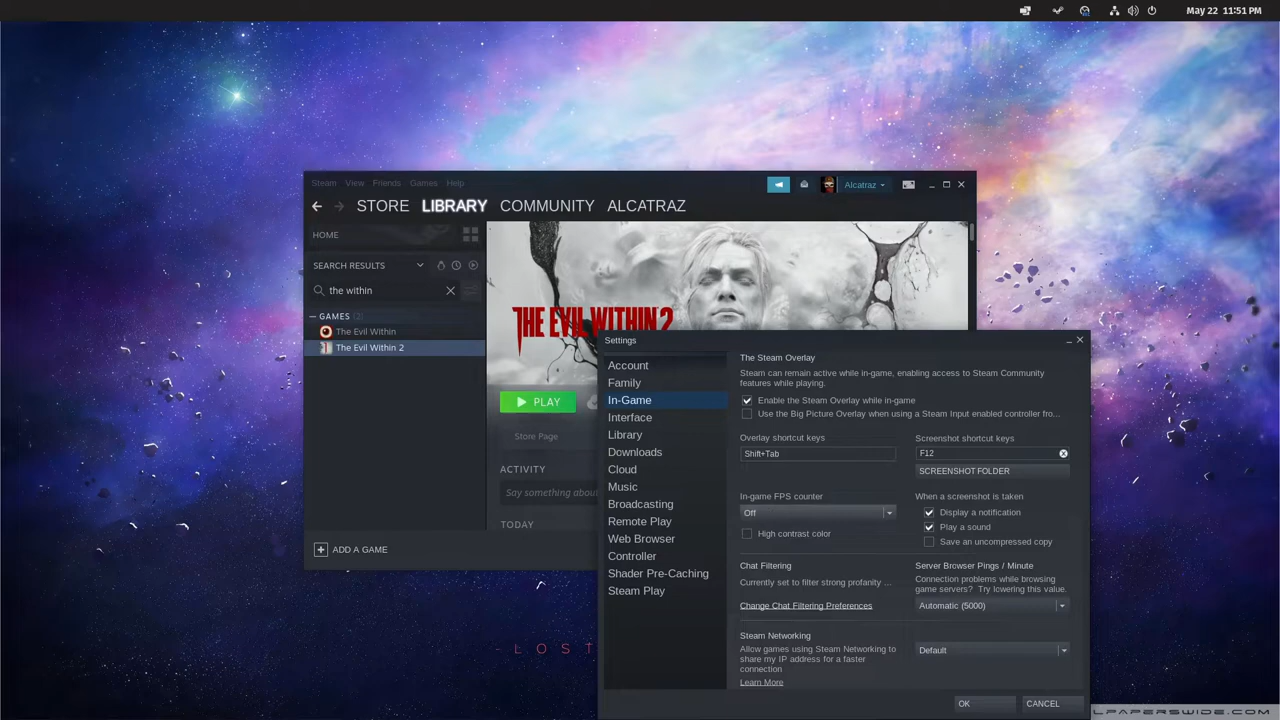 May 22 11:51 PM
Steam View Friends Games Help
Alcatraz
STORE LIBRARY COMMUNITY ALCATRAZ
HOME
SEARCH RESULTS
the within
GAMES (2)
The Evil Within
The Evil Within 2
ADD A GAME
THE EVIL WITHIN 2
PLAY
Store Page
ACTIVITY
Say something about
TODAY
Settings
Account
Family
In-Game
Interface
Library
Downloads
Cloud
Music
Broadcasting
Remote Play
Web Browser
Controller
Shader Pre-Caching
Steam Play
The Steam Overlay
Steam can remain active while in-game, enabling access to Steam Community
features while playing.
Enable the Steam Overlay while in-game
Use the Big Picture Overlay when using a Steam Input enabled controller fro...
Overlay shortcut keys
Shift+Tab
Screenshot shortcut keys
F12
SCREENSHOT FOLDER
In-game FPS counter
Off
High contrast color
When a screenshot is taken
Display a notification
Play a sound
Save an uncompressed copy
Chat Filtering
Currently set to filter strong profanity ...
Change Chat Filtering Preferences
Server Browser Pings / Minute
Connection problems while browsing
game servers? Try lowering this value.
Automatic (5000)
Steam Networking
Allow games using Steam Networking to
share my IP address for a faster
connection
Learn More
Default
OK CANCEL
LOST
LPAPERSWIDE.COM